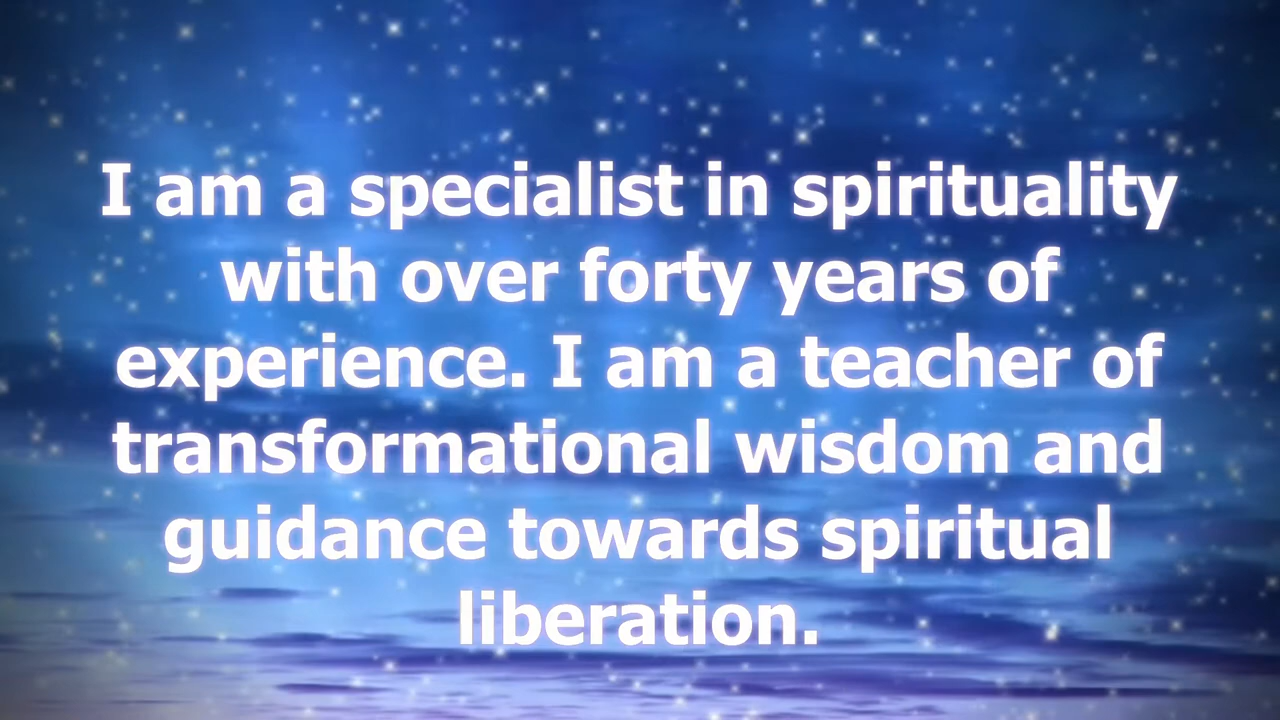 I am a specialist in spirituality
with over forty years of
experience. I am a teacher of
transformational wisdom and
guidance towards spiritual
liberation.